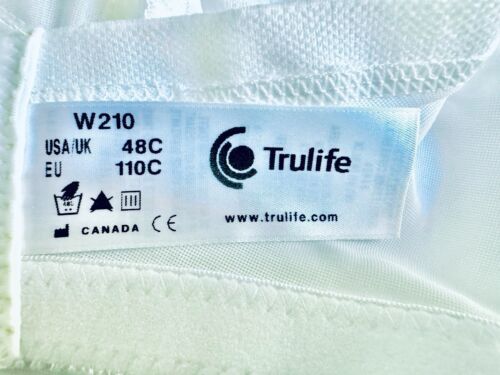 W210
USA/UK 48C
EU 110C
Trulife
CANADA CE
www.trulife.com